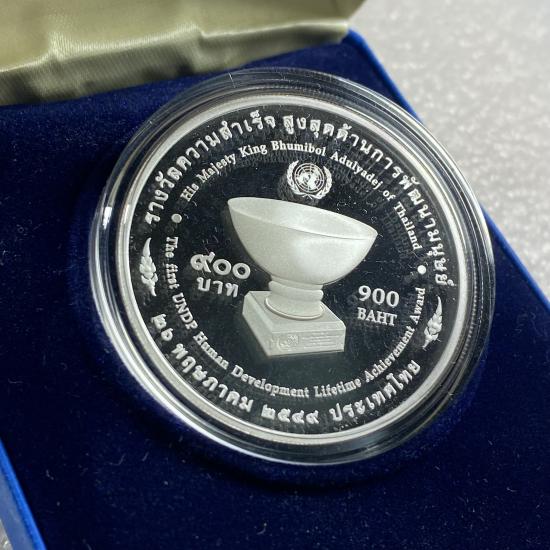 รางวัลความสำเร็จ สูงสุดด้านการพัฒนามนุษย์
His Majesty King Bhumibol Adulyadej of Thailand
๙๐๐
บาท
900
BAHT
The first UNDP Human Development Lifetime Achievement Award
๒๖ พฤษภาคม ๒๕๔๙ ประเทศไทย